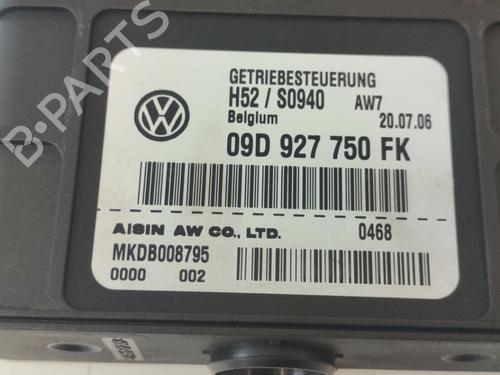 B-PARTS
GETRIEBESTEUERUNG
H52 / S0940 AW7
Belgium 20.07.06
09D 927 750 FK
AISIN AW CO., LTD. 0468
MKDB008795
0000 002